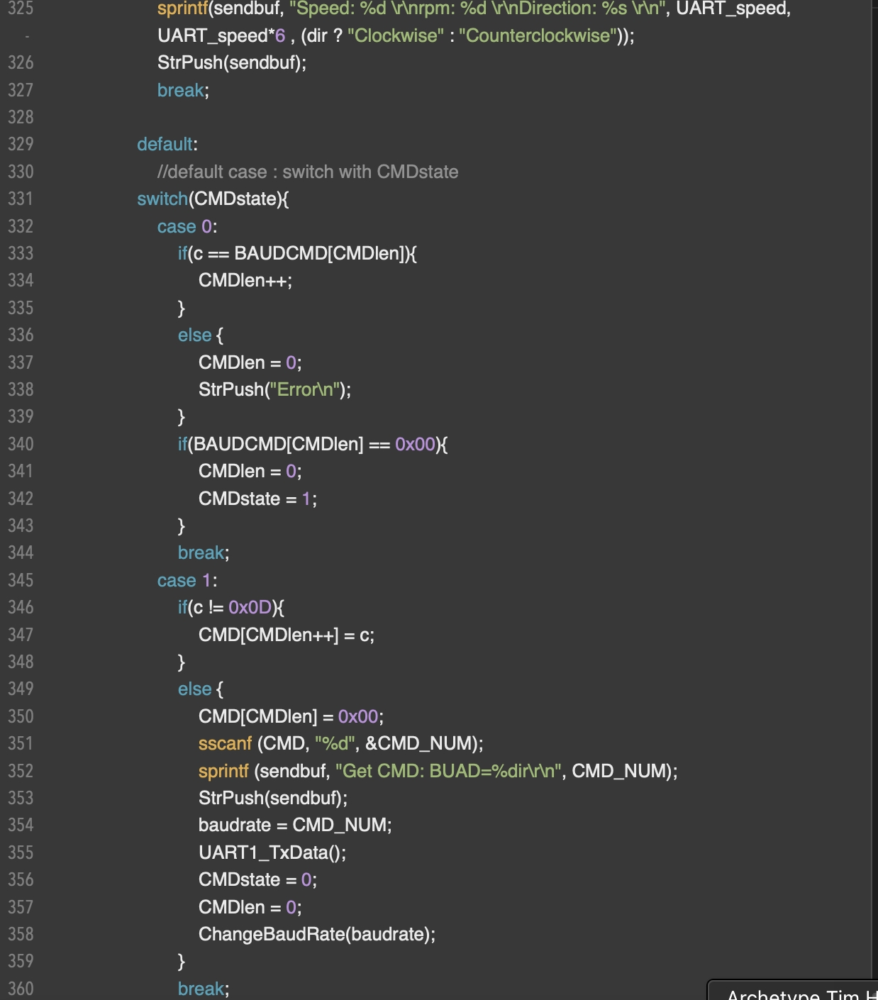 325 sprintf(sendbuf, "Speed: %d \r\nrpm: %d \r\nDirection: %s \r\n", UART_speed,
- UART_speed*6 , (dir ? "Clockwise" : "Counterclockwise"));
326 StrPush(sendbuf);
327 break;
328
329 default:
330 //default case : switch with CMDstate
331 switch(CMDstate){
332 case 0:
333 if(c == BAUDCMD[CMDlen]){
334 CMDlen++;
335 }
336 else {
337 CMDlen = 0;
338 StrPush("Error\n");
339 }
340 if(BAUDCMD[CMDlen] == 0x00){
341 CMDlen = 0;
342 CMDstate = 1;
343 }
344 break;
345 case 1:
346 if(c != 0x0D){
347 CMD[CMDlen++] = c;
348 }
349 else {
350 CMD[CMDlen] = 0x00;
351 sscanf (CMD, "%d", &CMD_NUM);
352 sprintf (sendbuf, "Get CMD: BUAD=%dir\r\n", CMD_NUM);
353 StrPush(sendbuf);
354 baudrate = CMD_NUM;
355 UART1_TxData();
356 CMDstate = 0;
357 CMDlen = 0;
358 ChangeBaudRate(baudrate);
359 }
360 break;
Archetype Tim H